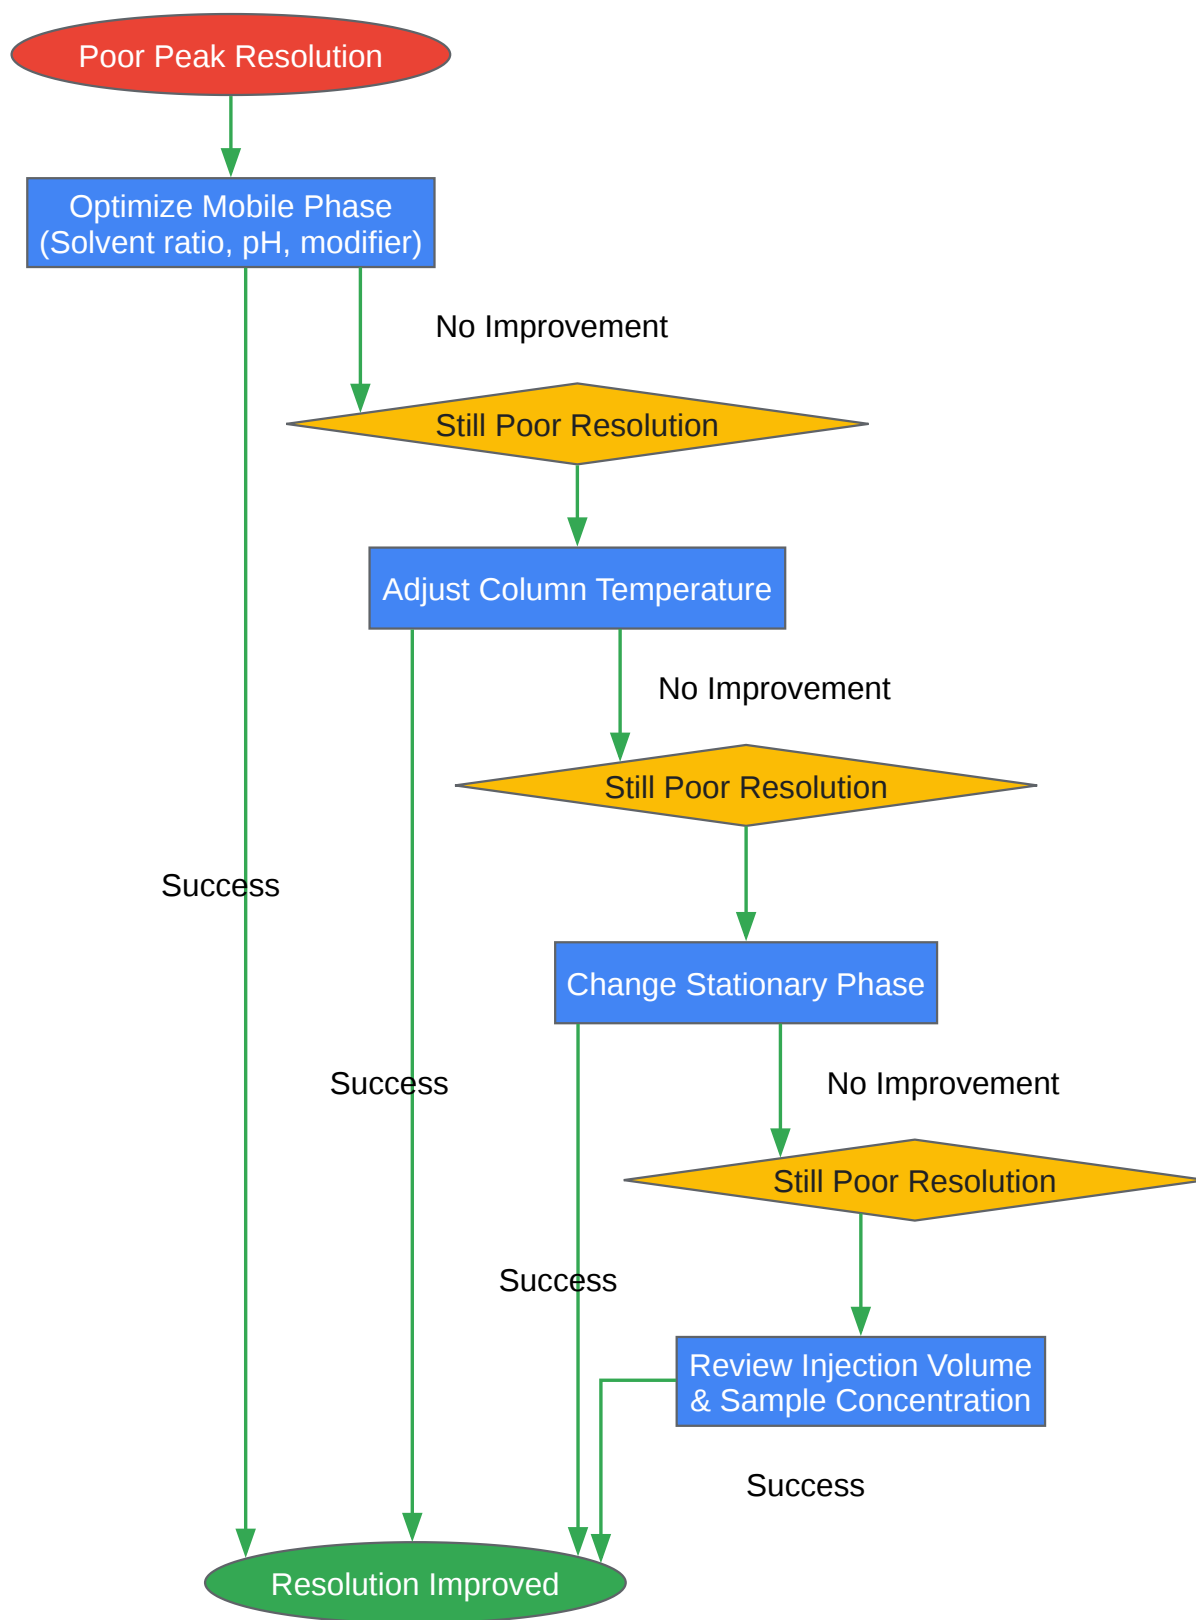 Poor Peak Resolution
Optimize Mobile Phase
(Solvent ratio, pH, modifier)
No Improvement
Still Poor Resolution
Adjust Column Temperature
No Improvement
Still Poor Resolution
Success
Change Stationary Phase
Success
No Improvement
Still Poor Resolution
Success
Review Injection Volume
& Sample Concentration
Success
Resolution Improved